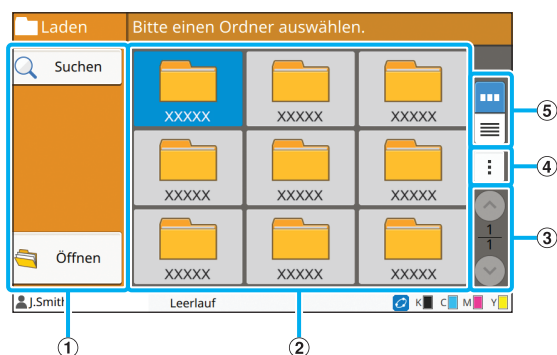 Laden
Bitte einen Ordner auswählen.
Suchen
XXXXX XXXXX XXXXX
XXXXX XXXXX XXXXX
XXXXX XXXXX XXXXX
Öffnen
1
1
J.Smith
Leerlauf
K C M Y
5
4
3
1
2